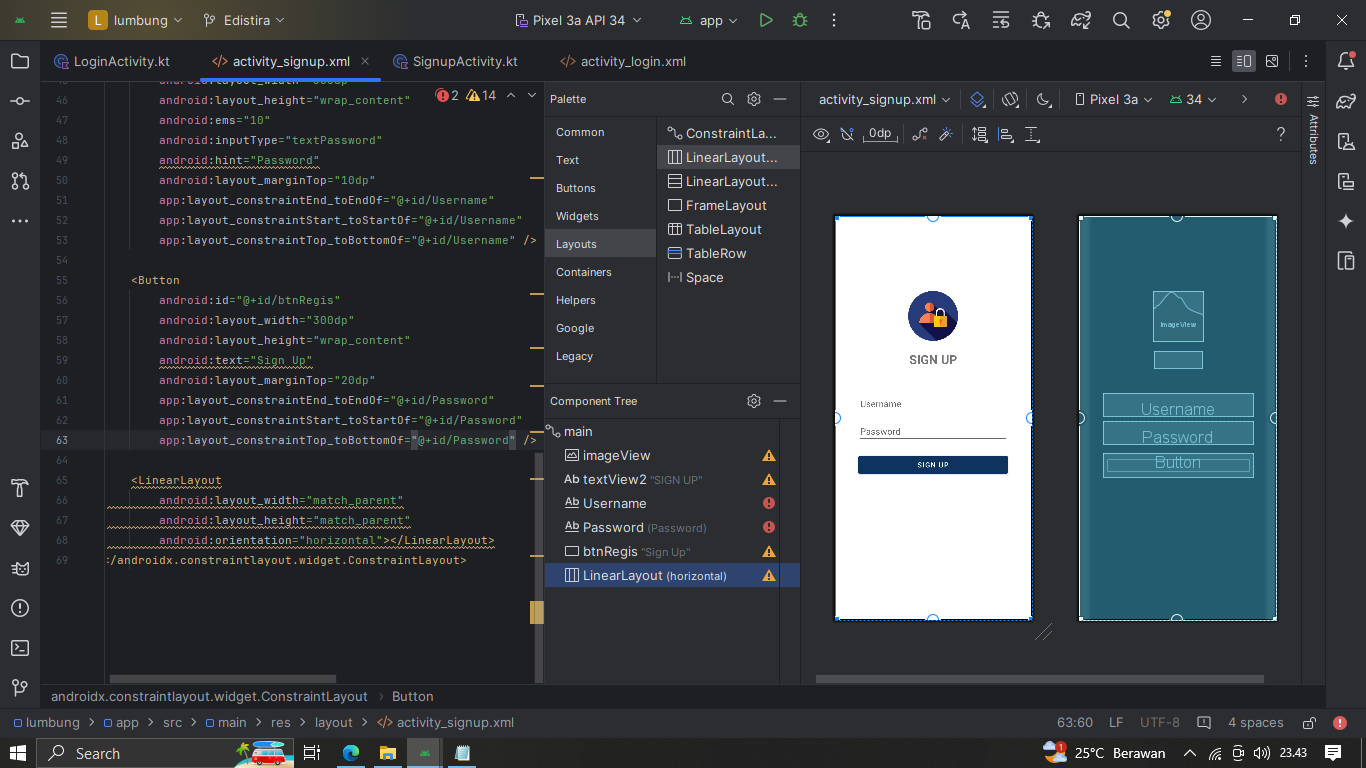 L lumbung Edistira Pixel 3a API 34 app
LoginActivity.kt activity_signup.xml SignupActivity.kt activity_login.xml
2 14
46 android:layout_height="wrap_content"
47 android:ems="10"
48 android:inputType="textPassword"
49 android:hint="Password"
50 android:layout_marginTop="10dp"
51 app:layout_constraintEnd_toEndOf="@+id/Username"
52 app:layout_constraintStart_toStartOf="@+id/Username"
53 app:layout_constraintTop_toBottomOf="@+id/Username" />
54
55 <Button
56 android:id="@+id/btnRegis"
57 android:layout_width="300dp"
58 android:layout_height="wrap_content"
59 android:text="Sign Up"
60 android:layout_marginTop="20dp"
61 app:layout_constraintEnd_toEndOf="@+id/Password"
62 app:layout_constraintStart_toStartOf="@+id/Password"
63 app:layout_constraintTop_toBottomOf="@+id/Password" />
64
65 <LinearLayout
66 android:layout_width="match_parent"
67 android:layout_height="match_parent"
68 android:orientation="horizontal"></LinearLayout>
69 /androidx.constraintlayout.widget.ConstraintLayout>
Palette
Common
Text
Buttons
Widgets
Layouts
Containers
Helpers
Google
Legacy
ConstraintLa...
LinearLayout...
LinearLayout...
FrameLayout
TableLayout
TableRow
Space
Component Tree
main
imageView
Ab textView2 "SIGN UP"
Ab Username
Ab Password (Password)
btnRegis "Sign Up"
LinearLayout (horizontal)
activity_signup.xml Pixel 3a 34
0dp ?
SIGN UP
Username
Password
SIGN UP
ImageView
Username
Password
Button
Attributes
androidx.constraintlayout.widget.ConstraintLayout > Button
lumbung > app > src > main > res > layout > activity_signup.xml 63:60 LF UTF-8 4 spaces
Search 1 25°C Berawan 23.43